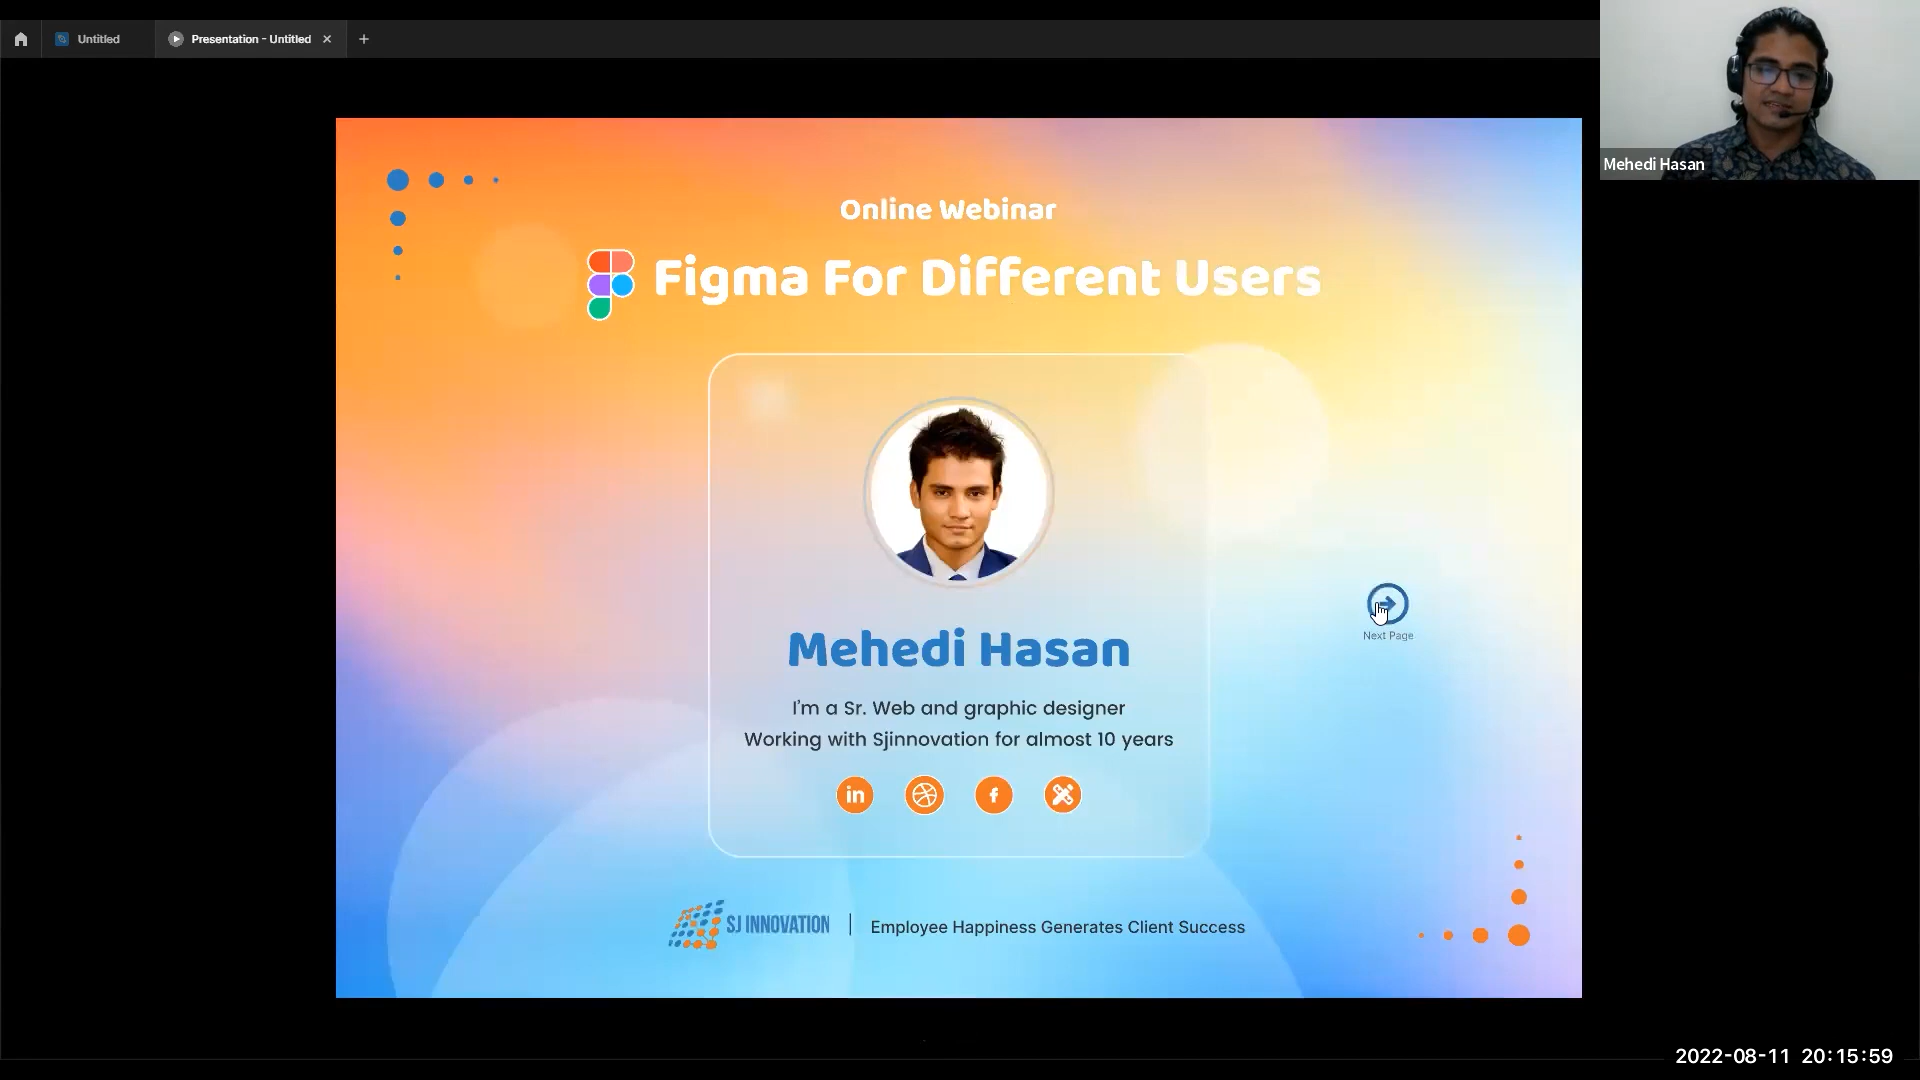 Untitled
Presentation - Untitled
Mehedi Hasan
Online Webinar
Figma For Different Users
Mehedi Hasan
I'm a Sr. Web and graphic designer
Working with Sjinnovation for almost 10 years
in
f
Next Page
SJ INNOVATION | Employee Happiness Generates Client Success
2022-08-11 20:15:59